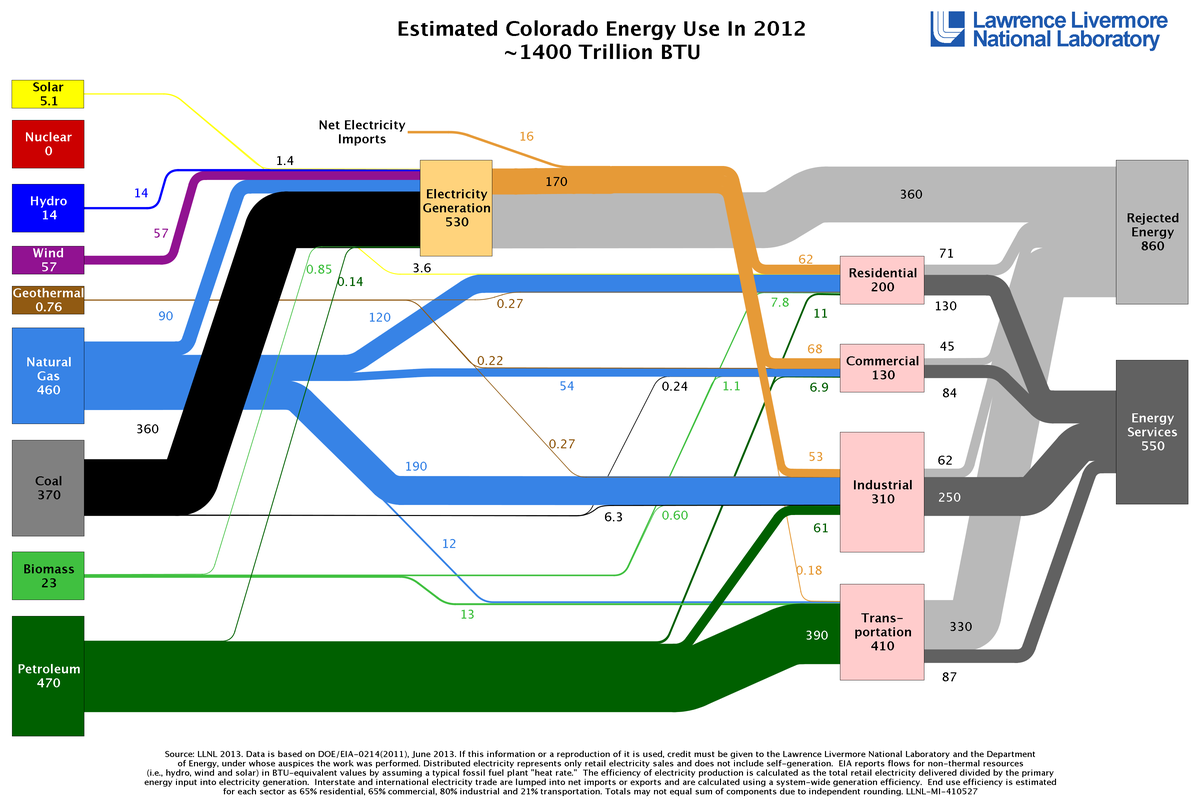 Estimated Colorado Energy Use In 2012
~1400 Trillion BTU
Lawrence Livermore
National Laboratory
Solar
5.1
Nuclear
0
Hydro
14
Wind
57
Geothermal
0.76
Natural
Gas
460
Coal
370
Biomass
23
Petroleum
470
Net Electricity
Imports
16
1.4
14
57
90
360
Electricity
Generation
530
170
360
0.85
0.14
3.6
120
0.27
0.22
54
0.27
0.24
190
6.3
12
13
0.60
1.1
7.8
11
6.9
61
62
68
53
0.18
390
Residential
200
Commercial
130
Industrial
310
Trans-
portation
410
71
130
45
84
62
250
330
87
Rejected
Energy
860
Energy
Services
550
Source: LLNL 2013. Data is based on DOE/EIA-0214(2011), June 2013. If this information or a reproduction of it is used, credit must be given to the Lawrence Livermore National Laboratory and the Department
of Energy, under whose auspices the work was performed. Distributed electricity represents only retail electricity sales and does not include self-generation.  EIA reports flows for non-thermal resources
(i.e., hydro, wind and solar) in BTU-equivalent values by assuming a typical fossil fuel plant "heat rate."  The efficiency of electricity production is calculated as the total retail electricity delivered divided by the primary
energy input into electricity generation.  Interstate and international electricity trade are lumped into net imports or exports and are calculated using a system-wide generation efficiency.  End use efficiency is estimated
for each sector as 65% residential, 65% commercial, 80% industrial and 21% transportation. Totals may not equal sum of components due to independent rounding. LLNL-MI-410527